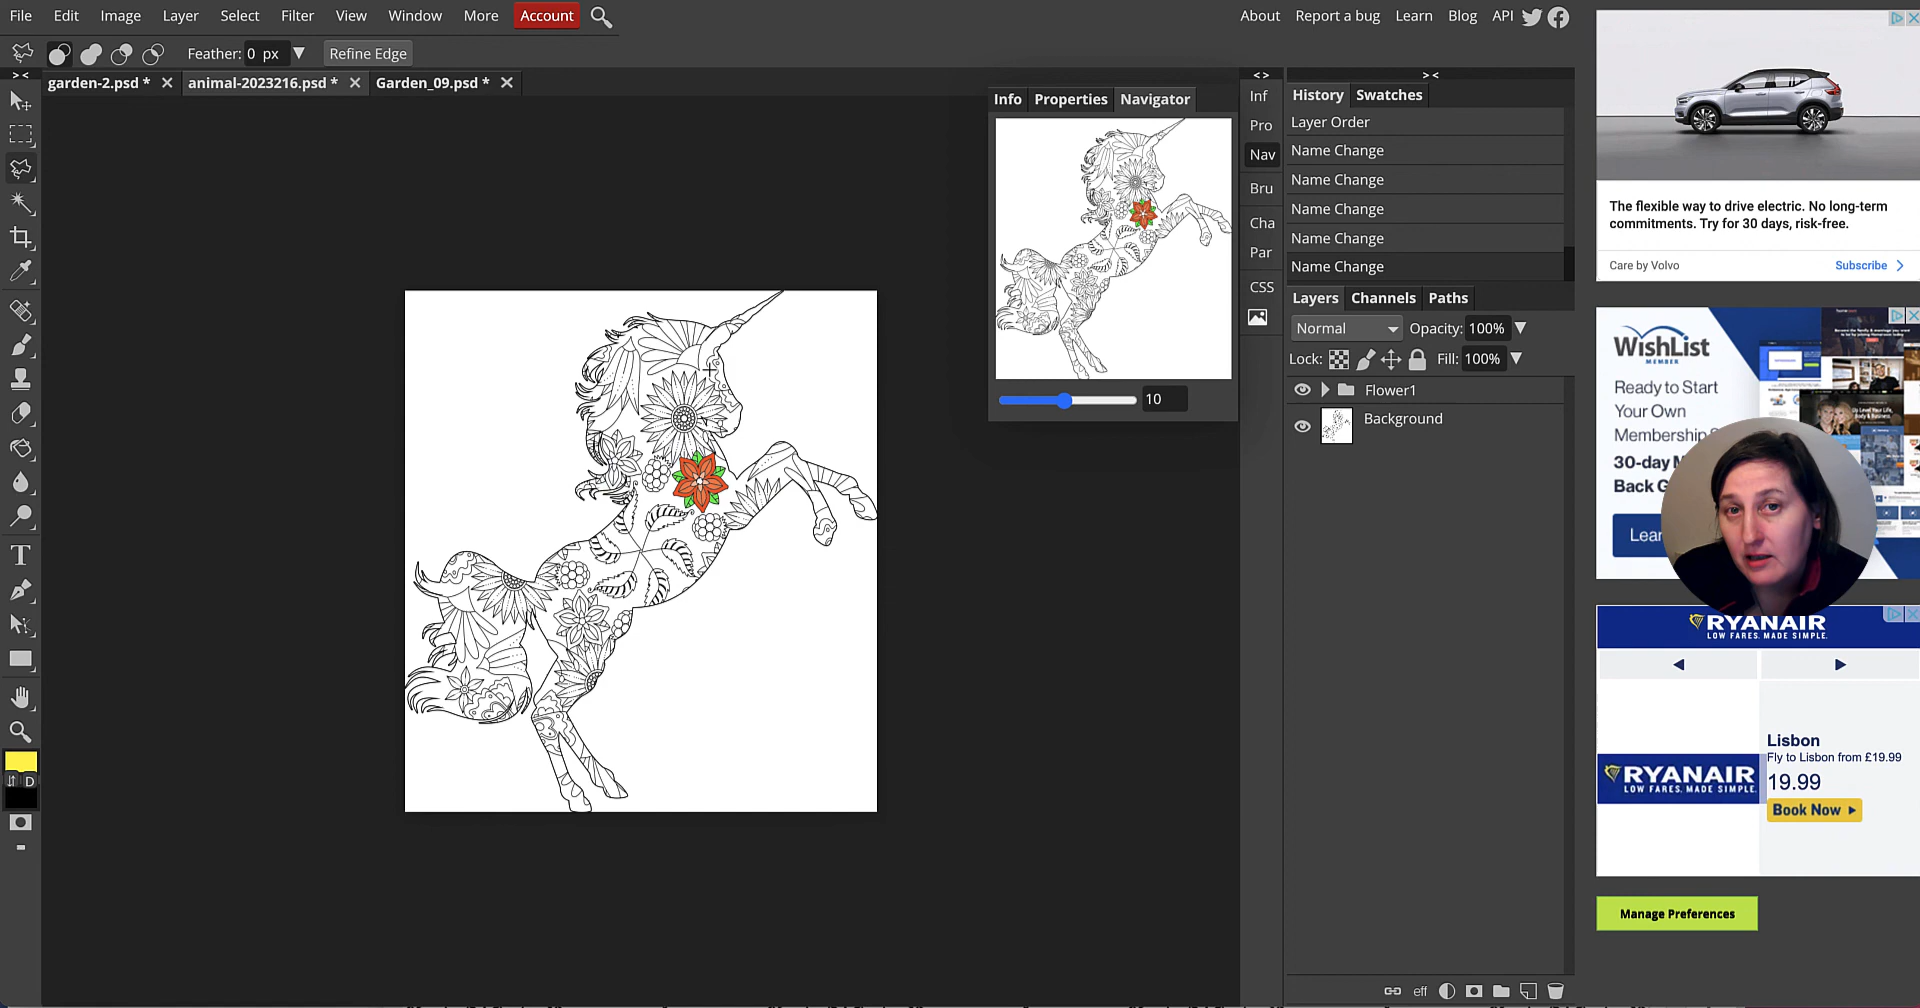 File Edit Image Layer Select Filter View Window More Account
About Report a bug Learn Blog API
Feather: 0 px Refine Edge
garden-2.psd * animal-2023216.psd * Garden_09.psd *
Info Properties Navigator
10
Inf
Pro
Nav
Bru
Cha
Par
CSS
History Swatches
Layer Order
Name Change
Name Change
Name Change
Name Change
Name Change
Layers Channels Paths
Normal Opacity: 100%
Lock: Fill: 100%
Flower1
Background
eff
D
The flexible way to drive electric. No long-term
commitments. Try for 30 days, risk-free.
Care by Volvo Subscribe
WishList
MEMBER
Ready to Start
Your Own
Membership
30-day
Back
RYANAIR
LOW FARES. MADE SIMPLE.
Lisbon
Fly to Lisbon from £19.99
19.99
Book Now
RYANAIR
LOW FARES. MADE SIMPLE.
Manage Preferences